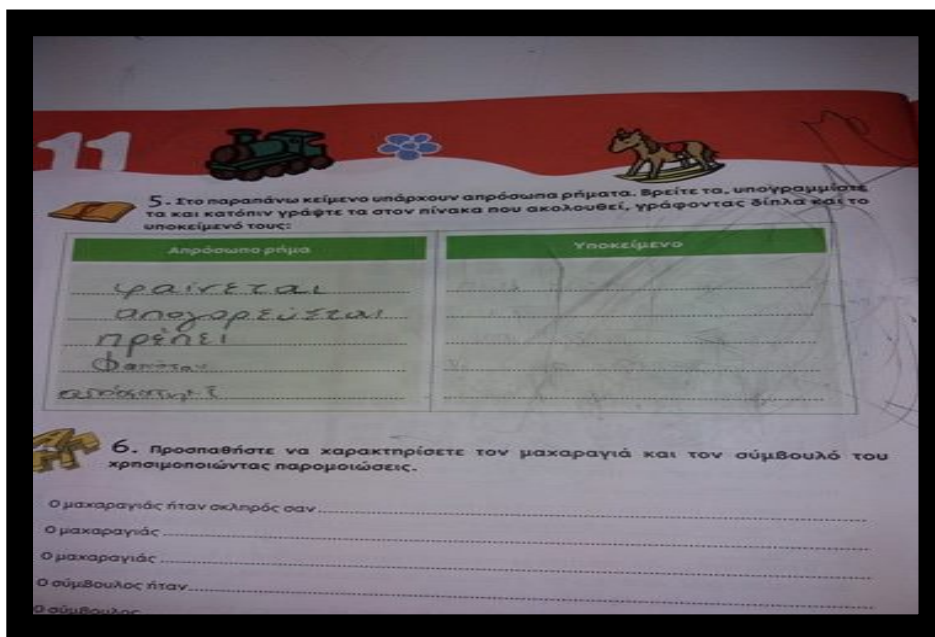 11
5. Στο παραπάνω κείμενο υπάρχουν απρόσωπα ρήματα. Βρείτε τα, υπογραμμίστε
τα και κατόπιν γράψτε τα στον πίνακα που ακολουθεί, γράφοντας δίπλα και το
υποκείμενό τους:
Απρόσωπο ρήμα
Υποκείμενο
φαίνεται
απαγορεύεται
πρέπει
6. Προσπαθήστε να χαρακτηρίσετε τον μαχαραγιά και τον σύμβουλό του
χρησιμοποιώντας παρομοιώσεις.
Ο μαχαραγιάς ήταν σκληρός σαν
Ο μαχαραγιάς
Ο μαχαραγιάς
Ο σύμβουλος ήταν
Ο σύμβουλος